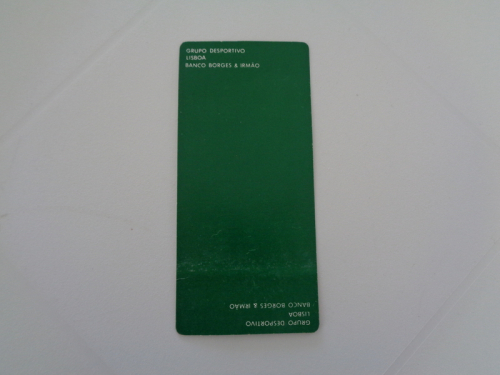 GRUPO DESPORTIVO
LISBOA
BANCO BORGES & IRMÃO
GRUPO DESPORTIVO
LISBOA
BANCO BORGES & IRMÃO